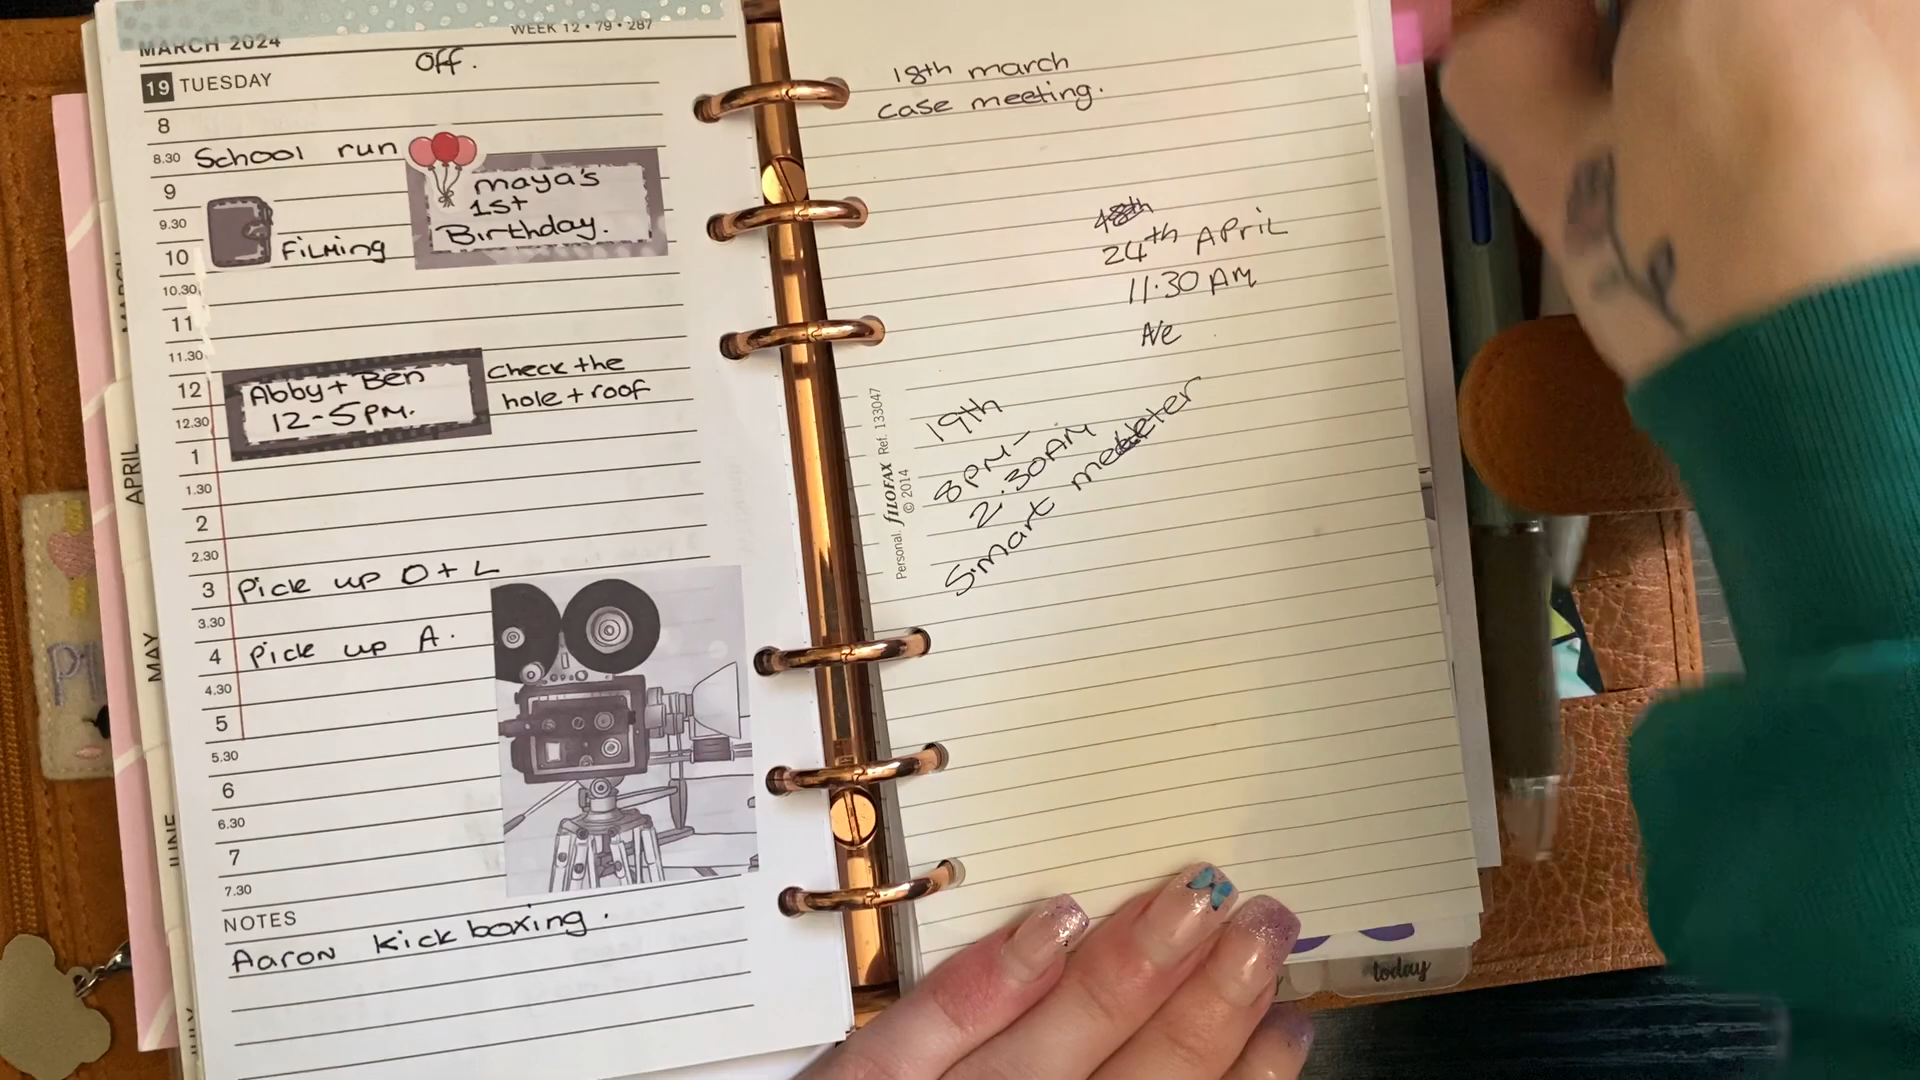 MARCH 2024
WEEK 12 • 79 • 287
Off.
19 TUESDAY
8
8.30 School run
9
9.30
10 FILMING
maya's
1st
Birthday.
10.30
11
11.30
12
12.30
Abby + Ben
12-5PM.
check the
hole + roof
1
1.30
2
2.30
3 Pick up O + L
3.30
4 Pick up A.
4.30
5
5.30
6
6.30
7
7.30
NOTES
Aaron kick boxing.
MARCH
APRIL
MAY
JUNE
JULY
18th march
case meeting.
24th APRIL
11.30 AM
A/e
19th
8PM-
2.30AM
Smart meeter
Personal fILOFAX Ref. 133047
© 2014
today